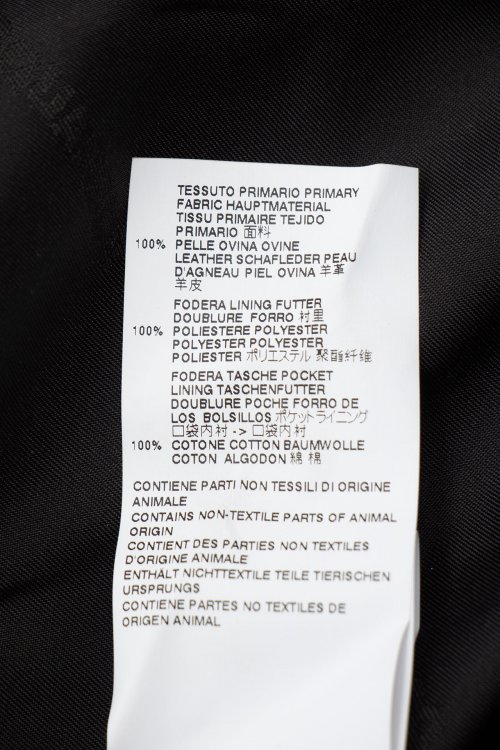 TESSUTO PRIMARIO PRIMARY
FABRIC HAUPTMATERIAL
TISSU PRIMAIRE TEJIDO
PRIMARIO 面料
100% PELLE OVINA OVINE
LEATHER SCHAFLEDER PEAU
D'AGNEAU PIEL OVINA 羊革
羊皮
FODERA LINING FUTTER
DOUBLURE FORRO 衬里
100% POLIESTERE POLYESTER
POLYESTER POLYESTER
POLIESTER ポリエステル 聚酯纤维
FODERA TASCHE POCKET
LINING TASCHENFUTTER
DOUBLURE POCHE FORRO DE
LOS BOLSILLOS ポケットライニング
口袋内衬 -> 口袋内衬
100% COTONE COTTON BAUMWOLLE
COTON ALGODON 綿 棉
CONTIENE PARTI NON TESSILI DI ORIGINE
ANIMALE
CONTAINS NON-TEXTILE PARTS OF ANIMAL
ORIGIN
CONTIENT DES PARTIES NON TEXTILES
D'ORIGINE ANIMALE
ENTHÄLT NICHTTEXTILE TEILE TIERISCHEN
URSPRUNGS
CONTIENE PARTES NO TEXTILES DE
ORIGEN ANIMAL